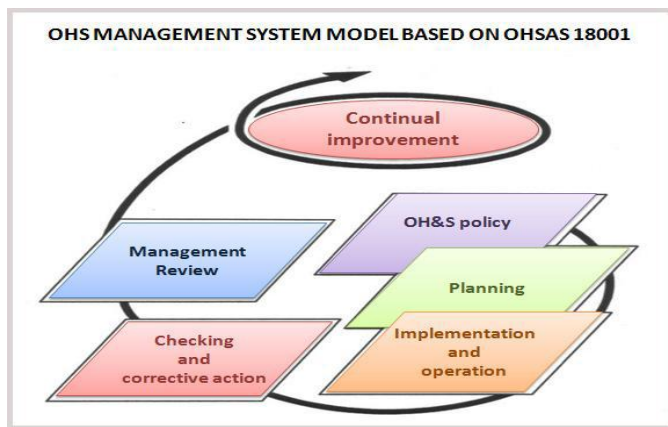 OHS MANAGEMENT SYSTEM MODEL BASED ON OHSAS 18001
Continual
improvement
OH&S policy
Management
Review
Planning
Implementation
and
operation
Checking
and
corrective action